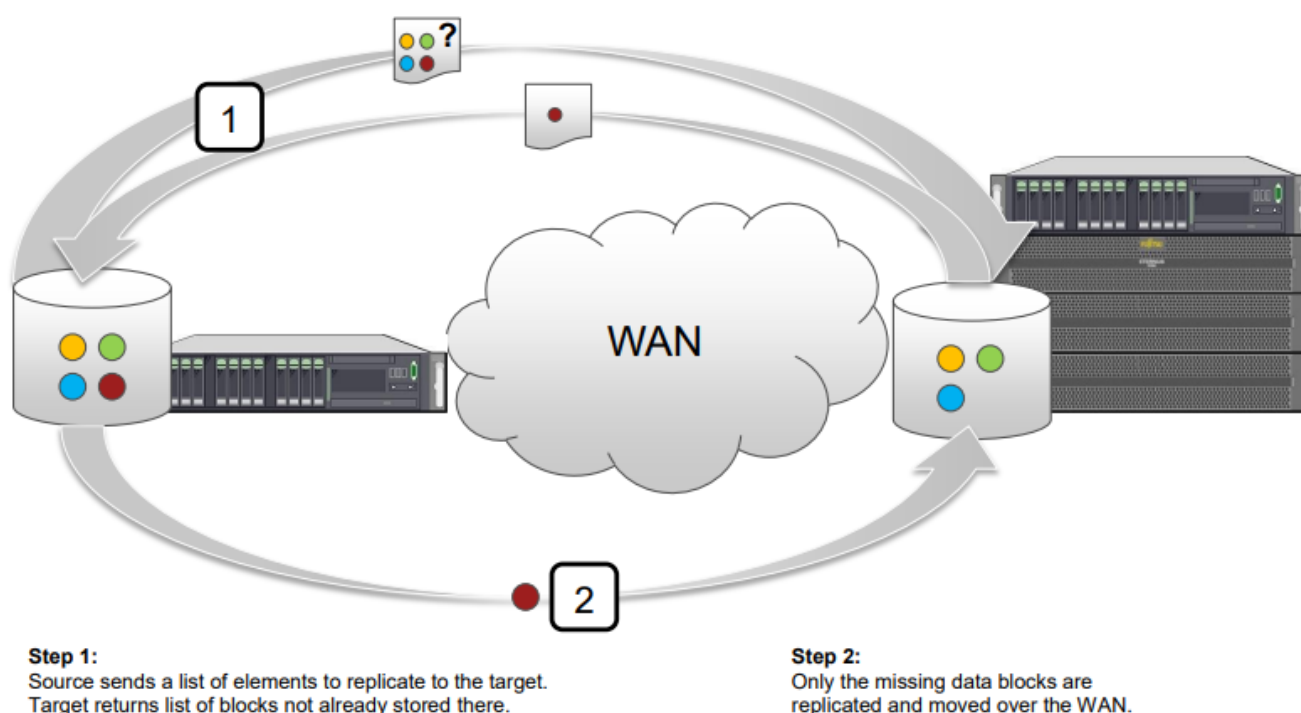 ?
1
WAN
2
Step 1:
Source sends a list of elements to replicate to the target.
Target returns list of blocks not already stored there.
Step 2:
Only the missing data blocks are
replicated and moved over the WAN.